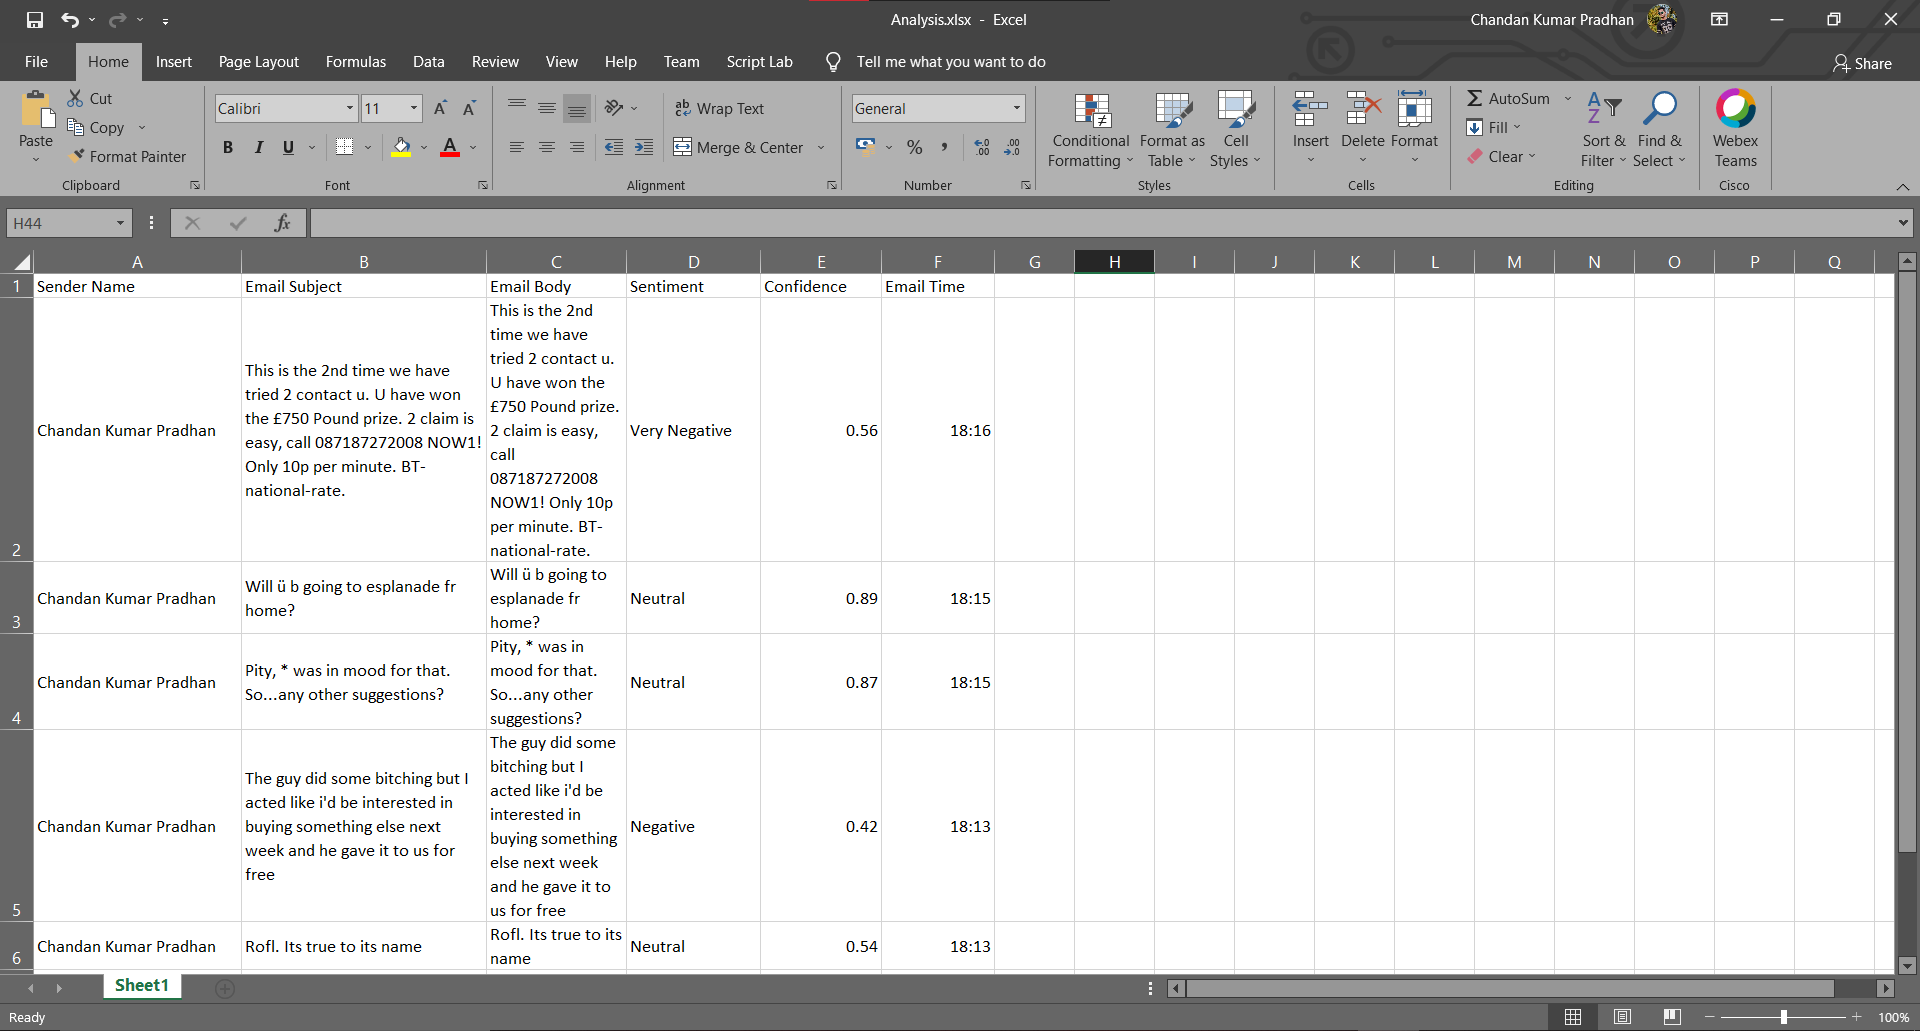 Analysis.xlsx - Excel
Chandan Kumar Pradhan
File Home Insert Page Layout Formulas Data Review View Help Team Script Lab Tell me what you want to do Share
Paste
Cut
Copy
Format Painter
Clipboard
Calibri 11
B I U A
Font
ab Wrap Text
Merge & Center
Alignment
General
% , .00 .0
Number
Conditional Formatting
Format as Table
Cell Styles
Styles
Insert Delete Format
Cells
AutoSum
Fill
Clear
Sort & Filter
Find & Select
Editing
Webex Teams
Cisco
H44 fx
A B C D E F G H I J K L M N O P Q
1 Sender Name Email Subject Email Body Sentiment Confidence Email Time
2
Chandan Kumar Pradhan
This is the 2nd time we have
tried 2 contact u. U have won
the £750 Pound prize. 2 claim is
easy, call 087187272008 NOW1!
Only 10p per minute. BT-
national-rate.
This is the 2nd
time we have
tried 2 contact u.
U have won the
£750 Pound prize.
2 claim is easy,
call
087187272008
NOW1! Only 10p
per minute. BT-
national-rate.
Very Negative 0.56 18:16
3
Chandan Kumar Pradhan
Will ü b going to esplanade fr
home?
Will ü b going to
esplanade fr
home?
Neutral 0.89 18:15
4
Chandan Kumar Pradhan
Pity, * was in mood for that.
So...any other suggestions?
Pity, * was in
mood for that.
So...any other
suggestions?
Neutral 0.87 18:15
5
Chandan Kumar Pradhan
The guy did some bitching but I
acted like i'd be interested in
buying something else next
week and he gave it to us for
free
The guy did some
bitching but I
acted like i'd be
interested in
buying something
else next week
and he gave it to
us for free
Negative 0.42 18:13
6
Chandan Kumar Pradhan
Rofl. Its true to its name
Rofl. Its true to its
name
Neutral 0.54 18:13
Sheet1
Ready
100%